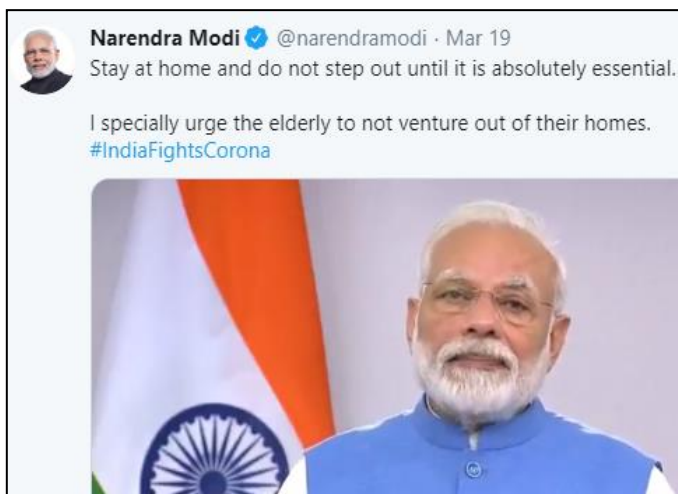 Narendra Modi @narendramodi · Mar 19
Stay at home and do not step out until it is absolutely essential.
I specially urge the elderly to not venture out of their homes.
#IndiaFightsCorona